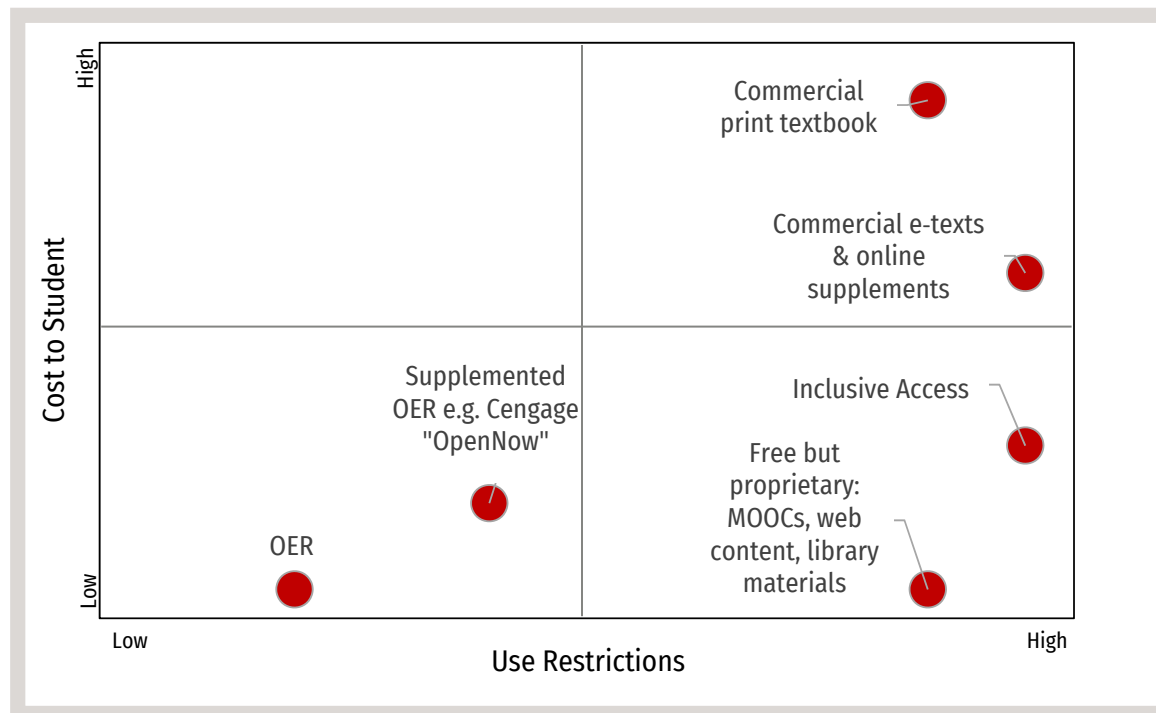 High
Commercial
print textbook
Commercial e-texts
& online
supplements
Cost to Student
Supplemented
OER e.g. Cengage
"OpenNow"
Inclusive Access
Free but
proprietary:
MOOCs, web
content, library
materials
OER
Low
Low
High
Use Restrictions